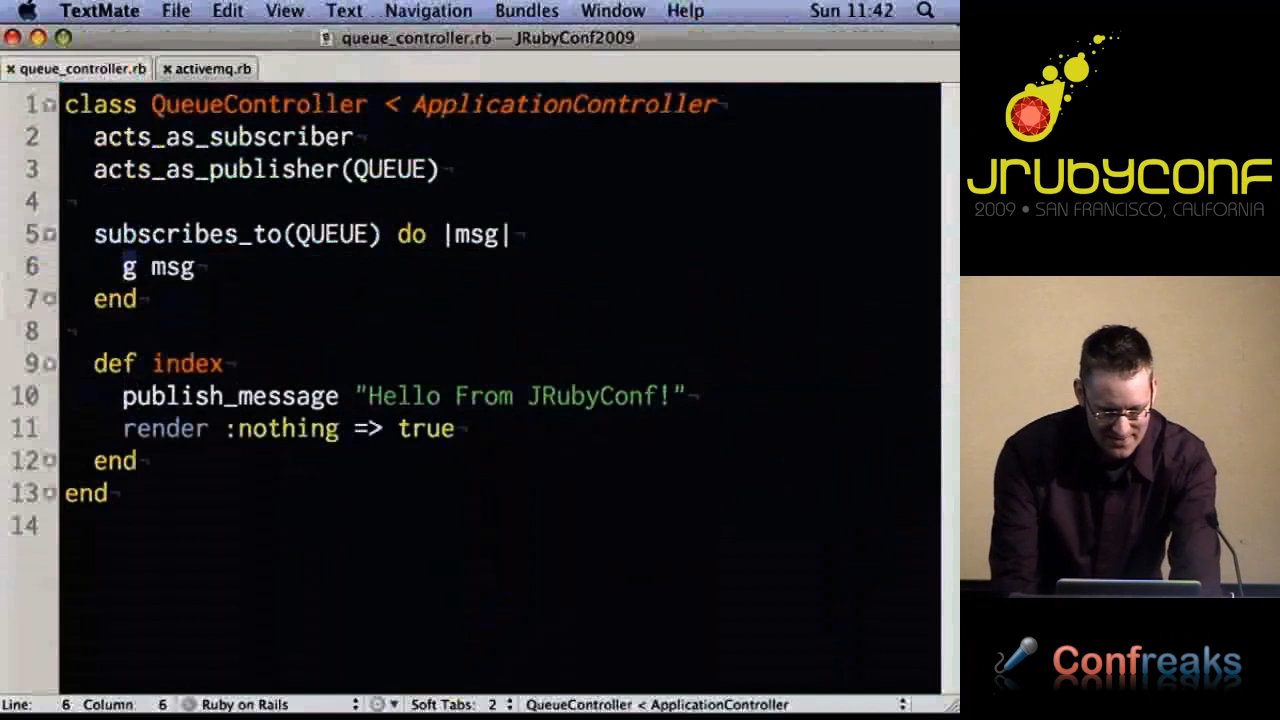 TextMate File Edit View Text Navigation Bundles Window Help Sun 11:42
queue_controller.rb — JRubyConf2009
queue_controller.rb activemq.rb
1 class QueueController < ApplicationController
2 acts_as_subscriber
3 acts_as_publisher(QUEUE)
4
5 subscribes_to(QUEUE) do |msg|
6 g msg
7 end
8
9 def index
10 publish_message "Hello From JRubyConf!"
11 render :nothing => true
12 end
13 end
14
Line: 6 Column: 6 Ruby on Rails Soft Tabs: 2 QueueController < ApplicationController
JRubyConf
2009 • SAN FRANCISCO, CALIFORNIA
Confreaks